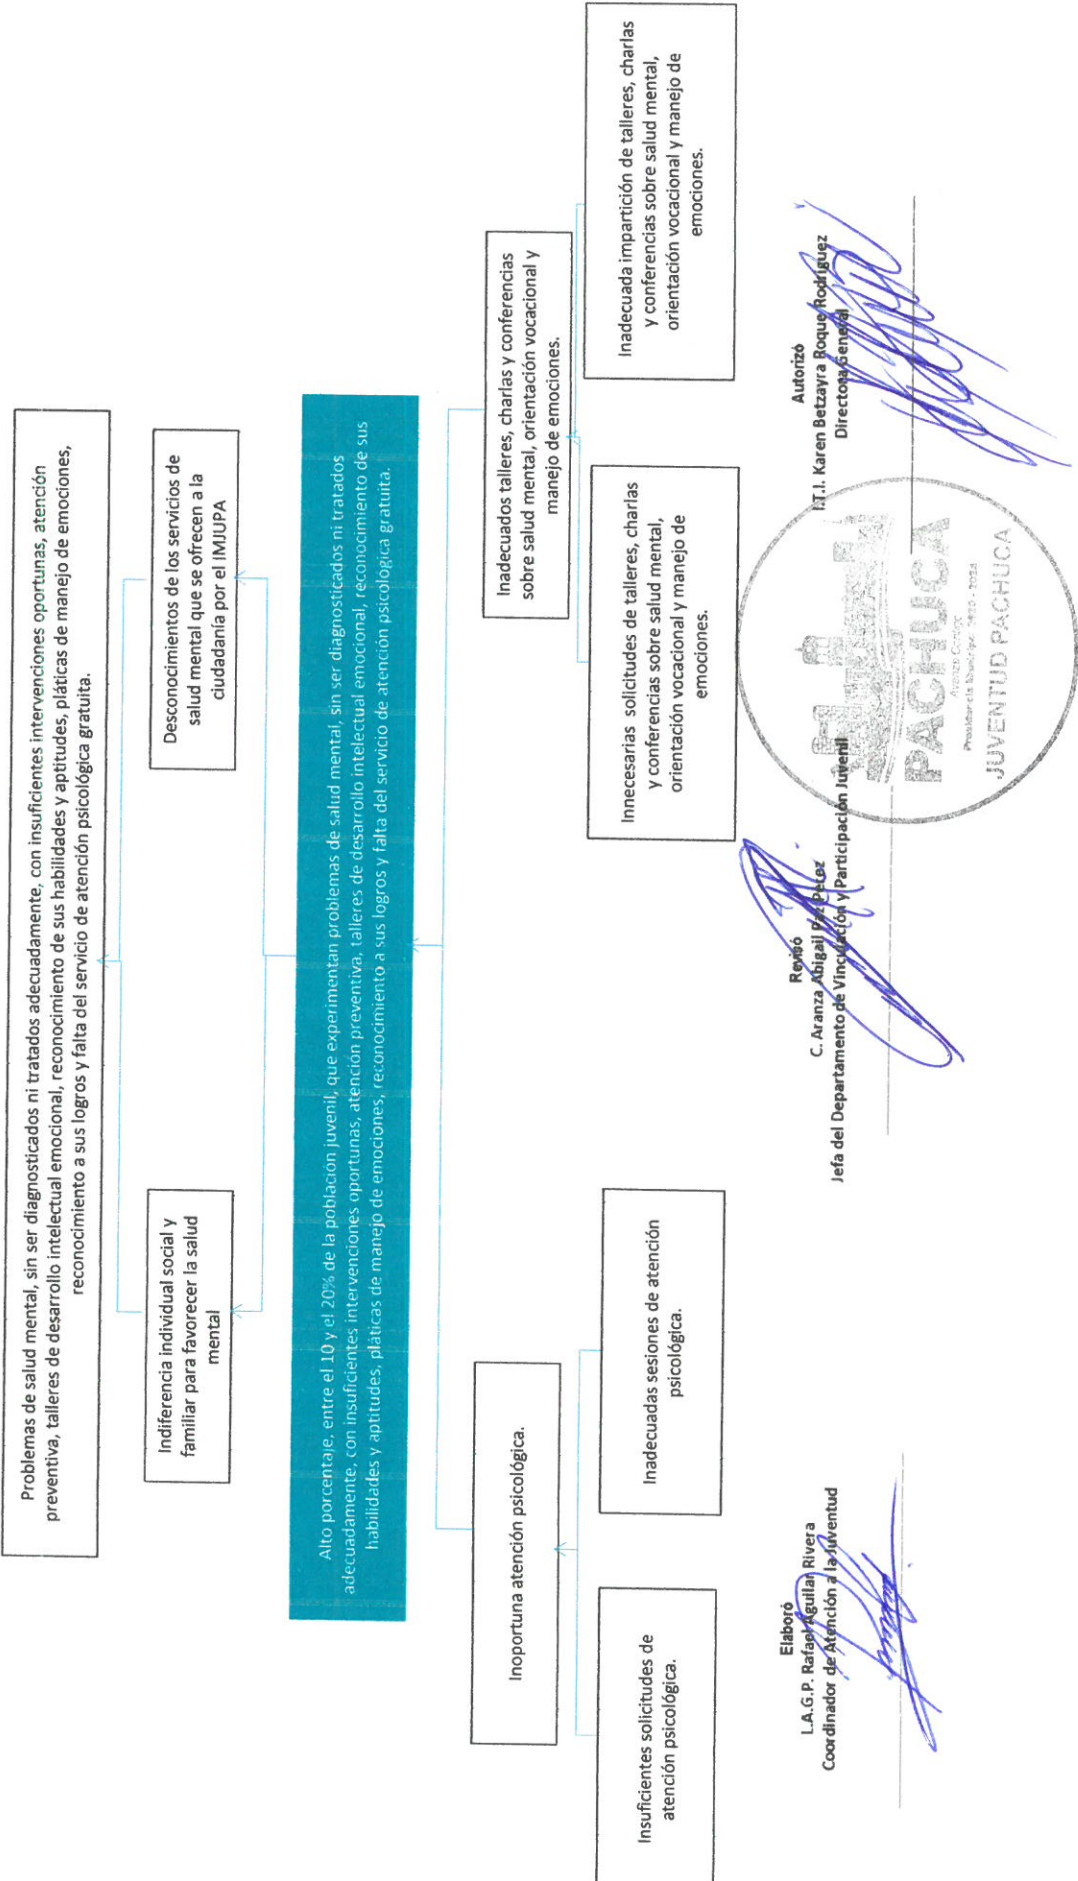 Problemas de salud mental, sin ser diagnosticados ni tratados adecuadamente, con insuficientes intervenciones oportunas, atención
preventiva, talleres de desarrollo intelectual emocional, reconocimiento de sus habilidades y aptitudes, pláticas de manejo de emociones,
reconocimiento a sus logros y falta del servicio de atención psicológica gratuita.
Indiferencia individual social y
familiar para favorecer la salud
mental
Desconocimientos de los servicios de
salud mental que se ofrecen a la
ciudadanía por el IMJUPA
Alto porcentaje, entre el 10 y el 20% de la población juvenil, que experimentan problemas de salud mental, sin ser diagnosticados ni tratados
adecuadamente, con insuficientes intervenciones oportunas, atención preventiva, talleres de desarrollo intelectual emocional, reconocimiento de sus
habilidades y aptitudes, pláticas de manejo de emociones, reconocimiento a sus logros y falta del servicio de atención psicológica gratuita.
Inoportuna atención psicológica.
Inadecuados talleres, charlas y conferencias
sobre salud mental, orientación vocacional y
manejo de emociones.
Insuficientes solicitudes de
atención psicológica.
Inadecuadas sesiones de atención
psicológica.
Innecesarias solicitudes de talleres, charlas
y conferencias sobre salud mental,
orientación vocacional y manejo de
emociones.
Inadecuada impartición de talleres, charlas
y conferencias sobre salud mental,
orientación vocacional y manejo de
emociones.
Elaboró
L.A.G.P. Rafael Aguilar Rivera
Coordinador de Atención a la Juventud
Revisó
C. Aranza Abigail Paz Pérez
Jefa del Departamento de Vinculación y Participación Juvenil
Autorizó
I.T.I. Karen Betzayra Roque Rodríguez
Directora General
PACHUCA
Presidencia Municipal 2020 - 2024
JUVENTUD PACHUCA